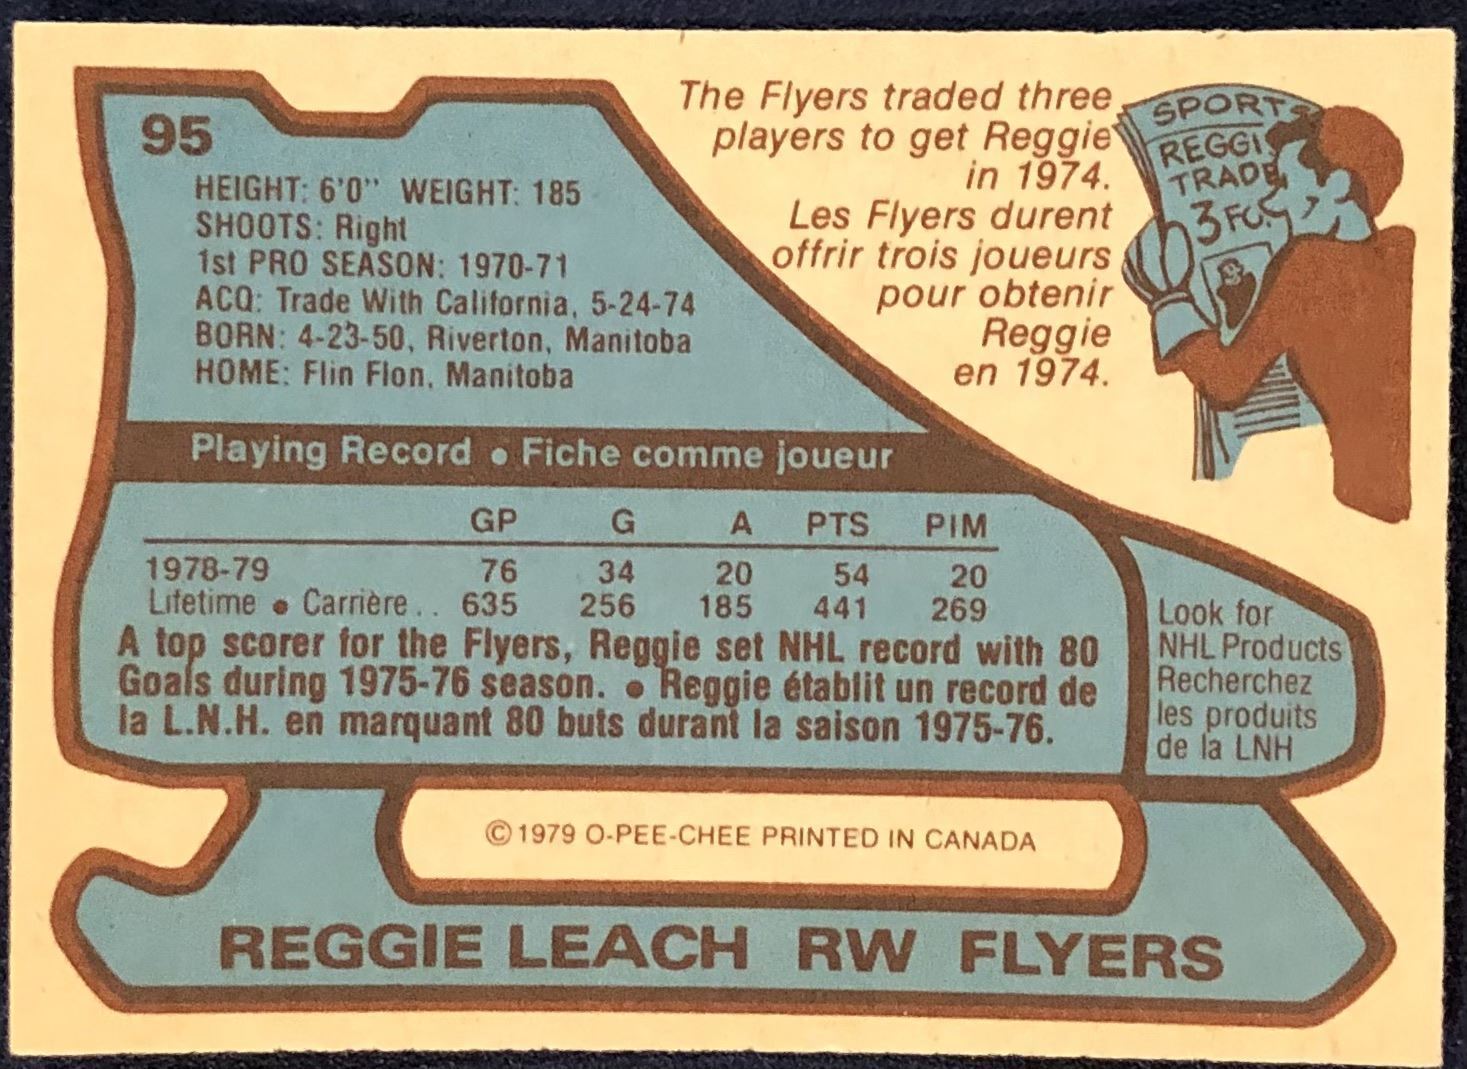 95
HEIGHT: 6'0" WEIGHT: 185
SHOOTS: Right
1st PRO SEASON: 1970-71
ACQ: Trade With California, 5-24-74
BORN: 4-23-50, Riverton, Manitoba
HOME: Flin Flon, Manitoba
The Flyers traded three
players to get Reggie
in 1974.
Les Flyers durent
offrir trois joueurs
pour obtenir
Reggie
en 1974.
SPORTS
REGGI
TRADE
3 FO
Playing Record • Fiche comme joueur
GP G A PTS PIM
1978-79 76 34 20 54 20
Lifetime • Carrière.. 635 256 185 441 269
A top scorer for the Flyers, Reggie set NHL record with 80
Goals during 1975-76 season. • Reggie établit un record de
la L.N.H. en marquant 80 buts durant la saison 1975-76.
Look for
NHL Products
Recherchez
les produits
de la LNH
© 1979 O-PEE-CHEE PRINTED IN CANADA
REGGIE LEACH RW FLYERS